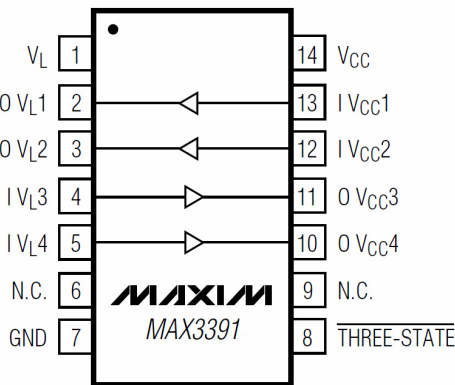 VL 1 14 VCC
O VL1 2 13 I VCC1
O VL2 3 12 I VCC2
I VL3 4 11 O VCC3
I VL4 5 10 O VCC4
N.C. 6 9 N.C.
MAXIM
GND 7 MAX3391 8 THREE-STATE